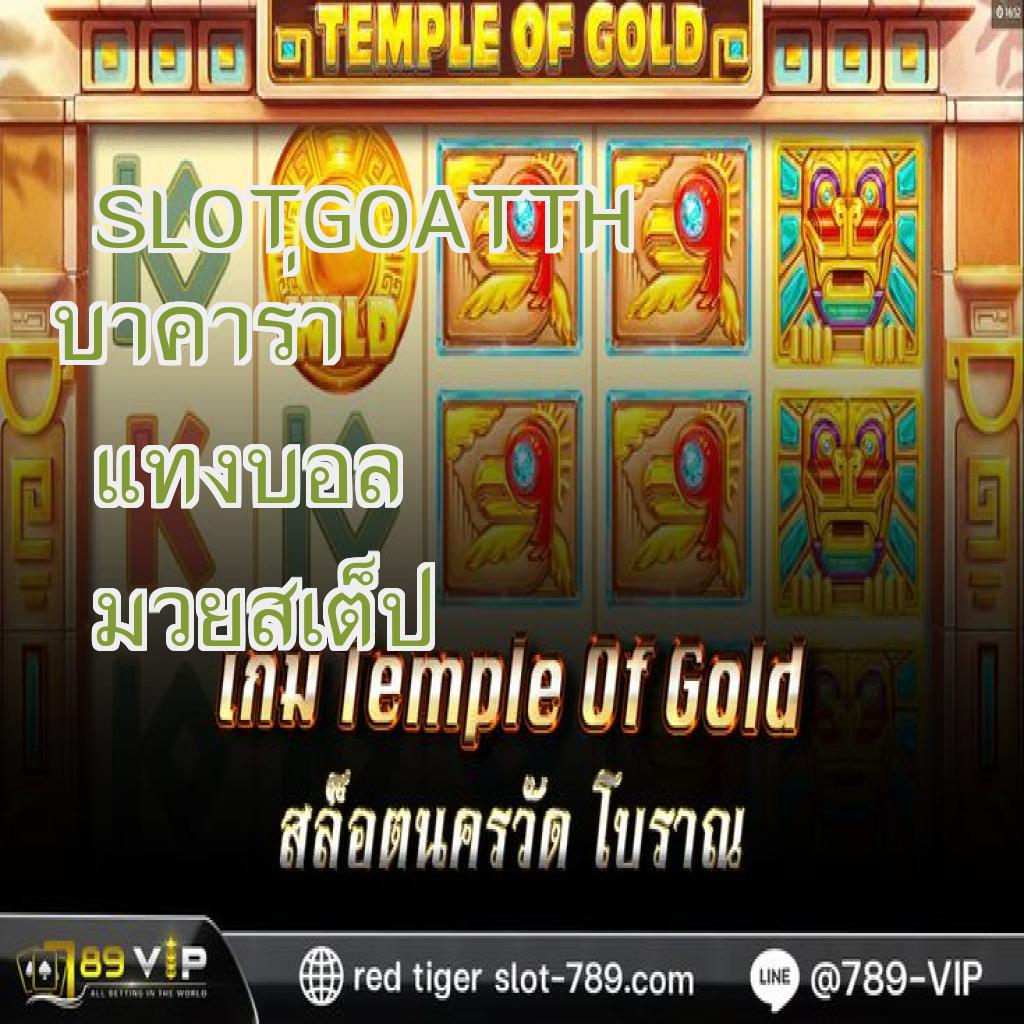 TEMPLE OF GOLD
SLOTGOATTH
WILD
บาคาร่า
K
แทงบอล
มวยสเต็ป
เกม Temple Of Gold
สล็อตนครวัด โบราณ
789 VIP
ALL BETTING IN THE WORLD
red tiger slot-789.com
LINE @789-VIP